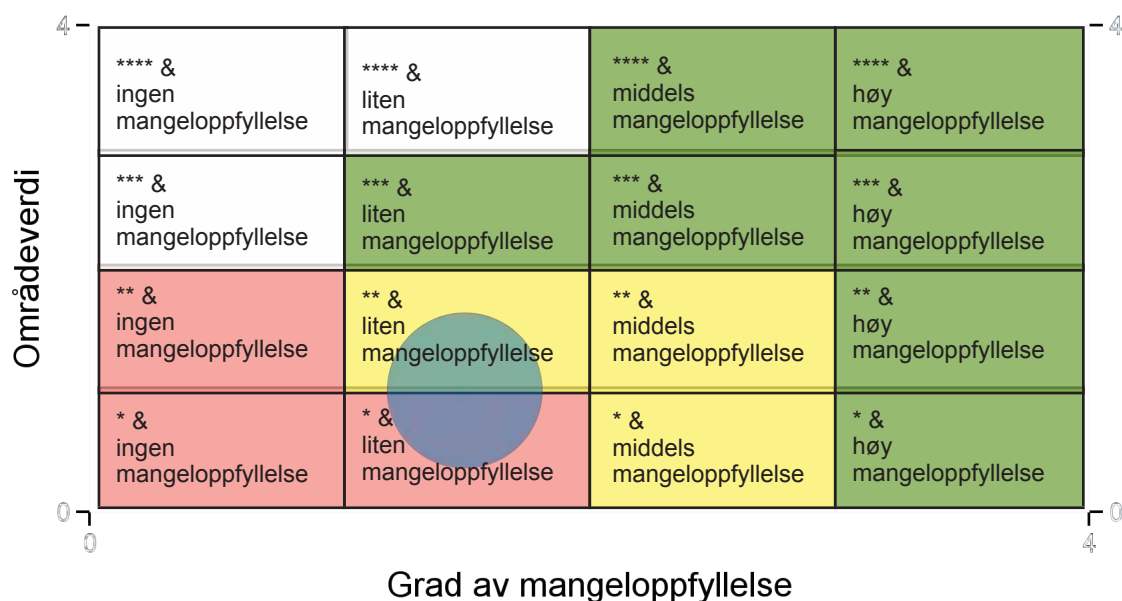 4
4
**** &
ingen
mangeloppfyllelse
**** &
liten
mangeloppfyllelse
**** &
middels
mangeloppfyllelse
**** &
høy
mangeloppfyllelse
*** &
ingen
mangeloppfyllelse
*** &
liten
mangeloppfyllelse
*** &
middels
mangeloppfyllelse
*** &
høy
mangeloppfyllelse
Områdeverdi
** &
ingen
mangeloppfyllelse
** &
liten
mangeloppfyllelse
** &
middels
mangeloppfyllelse
** &
høy
mangeloppfyllelse
* &
ingen
mangeloppfyllelse
* &
liten
mangeloppfyllelse
* &
middels
mangeloppfyllelse
* &
høy
mangeloppfyllelse
0
0
0
4
Grad av mangeloppfyllelse